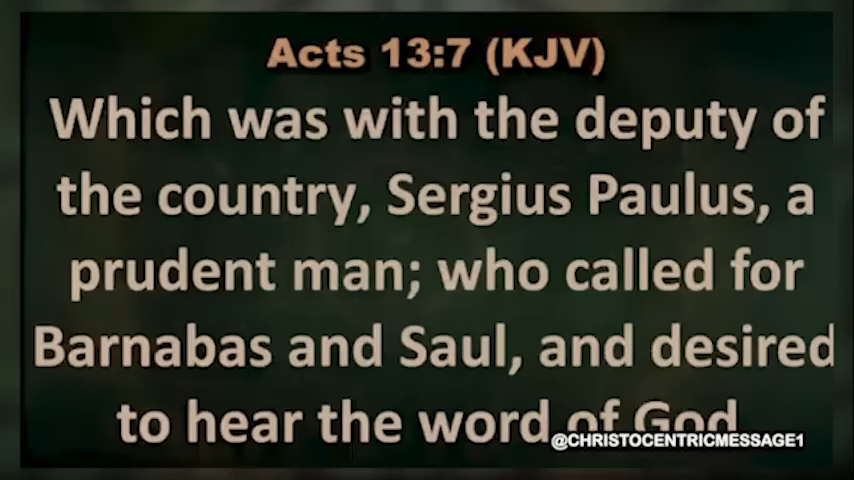 Acts 13:7 (KJV)
Which was with the deputy of
the country, Sergius Paulus, a
prudent man; who called for
Barnabas and Saul, and desired
to hear the word of God
@CHRISTOCENTRICMESSAGE1